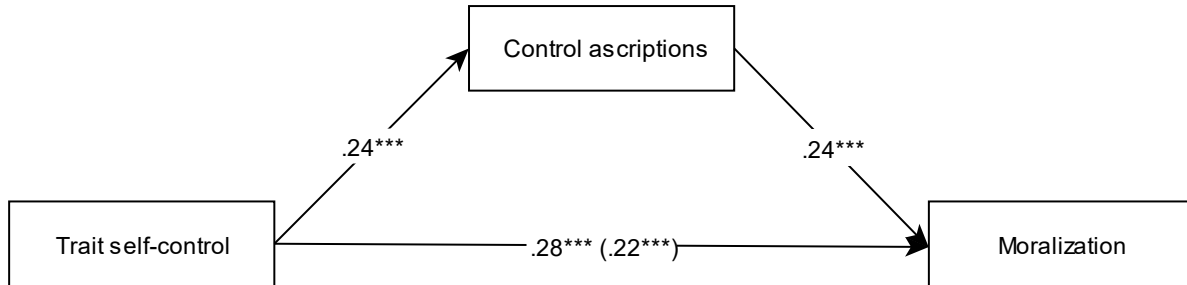 Control ascriptions
.24***
.24***
Trait self-control
.28*** (.22***)
Moralization